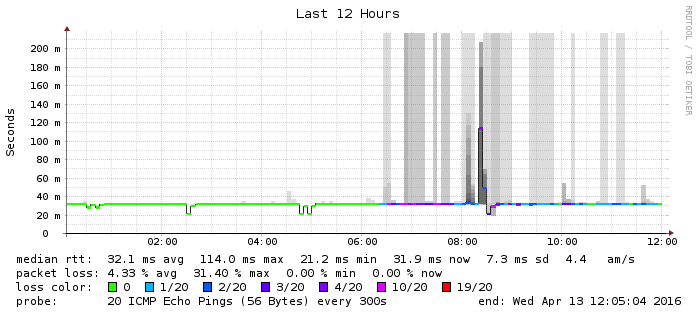 Last 12 Hours
RRDTOOL / TOBI OETIKER
Seconds
200 m
180 m
160 m
140 m
120 m
100 m
80 m
60 m
40 m
20 m
0
02:00 04:00 06:00 08:00 10:00 12:00
median rtt: 32.1 ms avg 114.0 ms max 21.2 ms min 31.9 ms now 7.3 ms sd 4.4 am/s
packet loss: 4.33 % avg 31.40 % max 0.00 % min 0.00 % now
loss color: 0 1/20 2/20 3/20 4/20 10/20 19/20
probe: 20 ICMP Echo Pings (56 Bytes) every 300s end: Wed Apr 13 12:05:04 2016